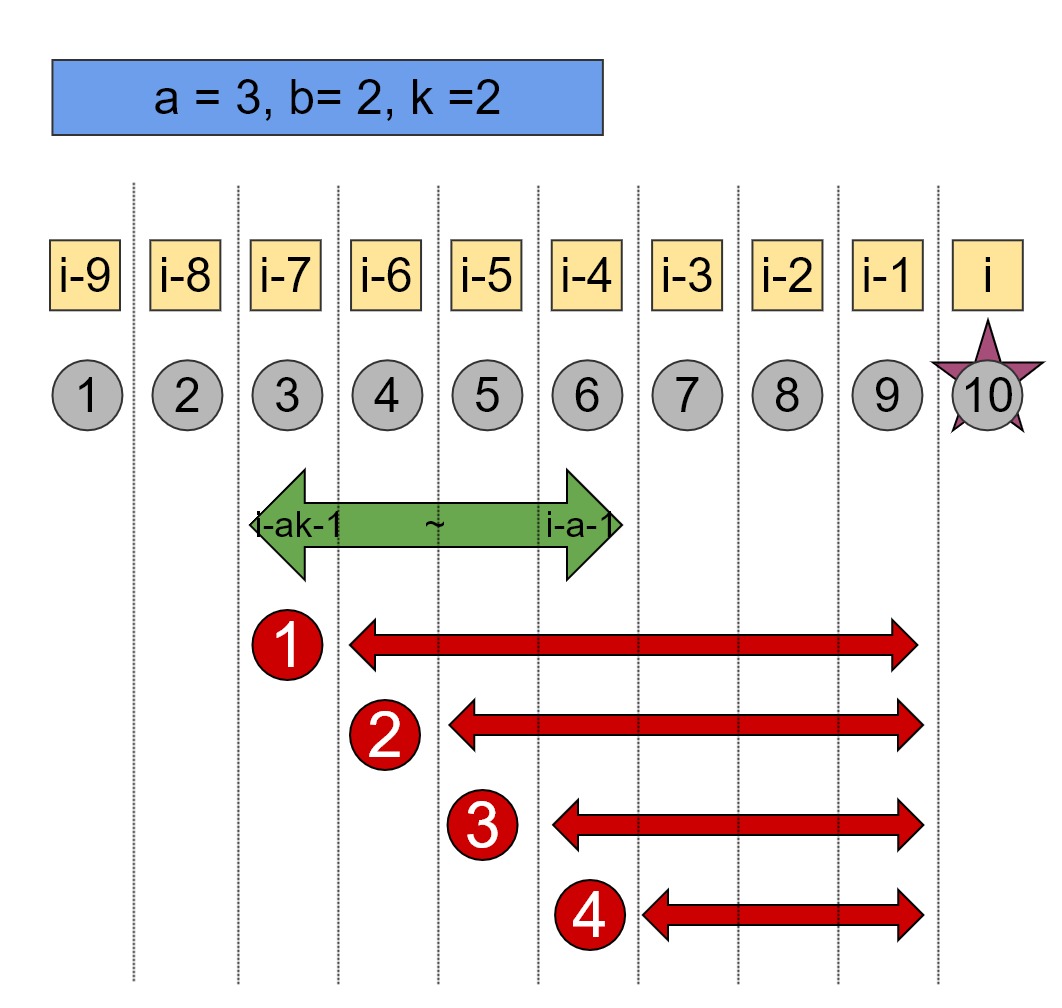 a = 3, b= 2, k =2
i-9 i-8 i-7 i-6 i-5 i-4 i-3 i-2 i-1 i
1 2 3 4 5 6 7 8 9 10
i-ak-1 ~ i-a-1
1
2
3
4